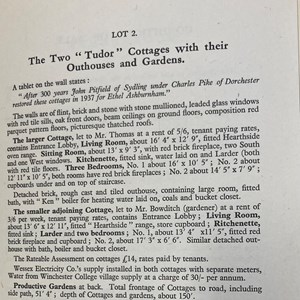 LOT 2.
The Two "Tudor" Cottages with their
Outhouses and Gardens.
A tablet on the wall states :
"After 300 years John Pitfield of Sydling under Charles Pike of Dorchester
restored these cottages in 1937 for Ethel Ashburnham."
The walls are of flint, brick and stone with stone mullioned, leaded glass windows
with red tile sills, oak front doors, beam ceilings on ground floors, composition red
parquet pattern floors, picturesque thatched roofs.
The larger Cottage, let to Mr. Thomas at a rent of 5/6, tenant paying rates,
contains Entrance Lobby, Living Room, about 16' 4" x 12' 9", fitted Hearthside
oven range. Sitting Room, about 13' x 9' 3", with red brick fireplace, two South
and one West windows. Kitchenette, fitted sink, water laid on and Larder (both
with red tile floors. Three Bedrooms, No. 1 about 16' x 10' 5"; No. 2 about
12' 11" x 10' 5", both rooms have red brick fireplaces; No. 2 about 14' 5" x 7' 9";
cupboards under and on top of staircase.
Detached brick, rough cast and tiled outhouse, containing large room, fitted
bath, with "Ken" boiler for heating water laid on, coals and bucket closet.
The smaller adjoining Cottage, let to Mr. Bowditch (gardener) at a rent of
3/6 per week, tenant paying rates, contains Entrance Lobby; Living Room,
about 13' 6" x 12' 11", fitted "Hearthside" range, store cupboard; Kitchenette,
fitted sink; Larder and two bedrooms; No. 1, about 13' 4" x 11' 5", fitted brick
fireplace and cupboard; No. 2, about 17' 3" x 6' 6". Similar detached out-
house, with bath, boiler and bucket closet.
The Rateable Assessment on cottages £14, rates paid by tenants.
Wessex Electricity Co.'s supply installed in both cottages with separate meters,
Water from Winchester College village supply at a charge of 30/- per annum.
Productive Gardens at back. Total frontage of Cottages to road, including
side path, 51' 4"; depth of Cottages and gardens, about 150'.